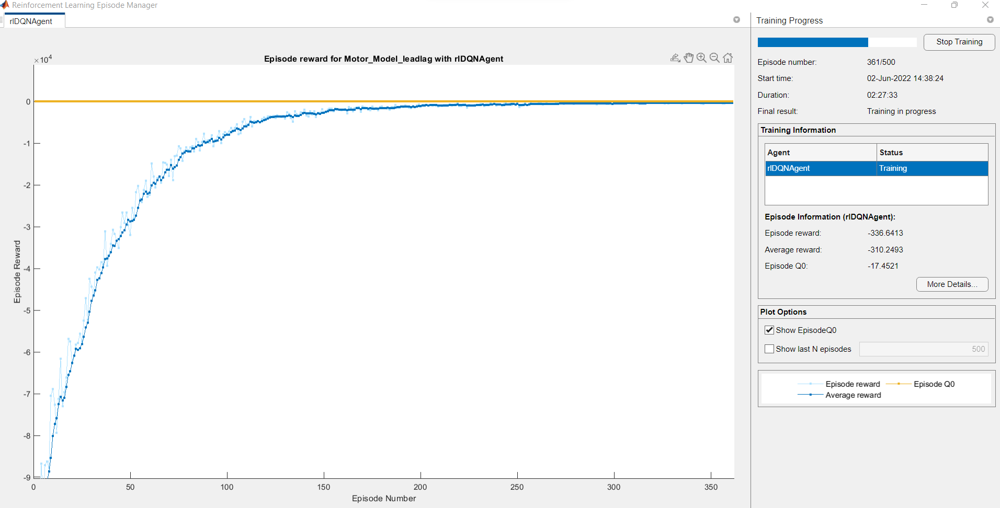 Reinforcement Learning Episode Manager
rlDQNAgent
×10⁴
Episode reward for Motor_Model_leadlag with rlDQNAgent
0
-1
-2
-3
-4
-5
-6
-7
-8
-9
Episode Reward
0 50 100 150 200 250 300 350
Episode Number
Training Progress
Stop Training
Episode number: 361/500
Start time: 02-Jun-2022 14:38:24
Duration: 02:27:33
Final result: Training in progress
Training Information
Agent Status
rlDQNAgent Training
Episode Information (rlDQNAgent):
Episode reward: -336.6413
Average reward: -310.2493
Episode Q0: -17.4521
More Details...
Plot Options
Show EpisodeQ0
Show last N episodes 500
Episode reward Episode Q0
Average reward